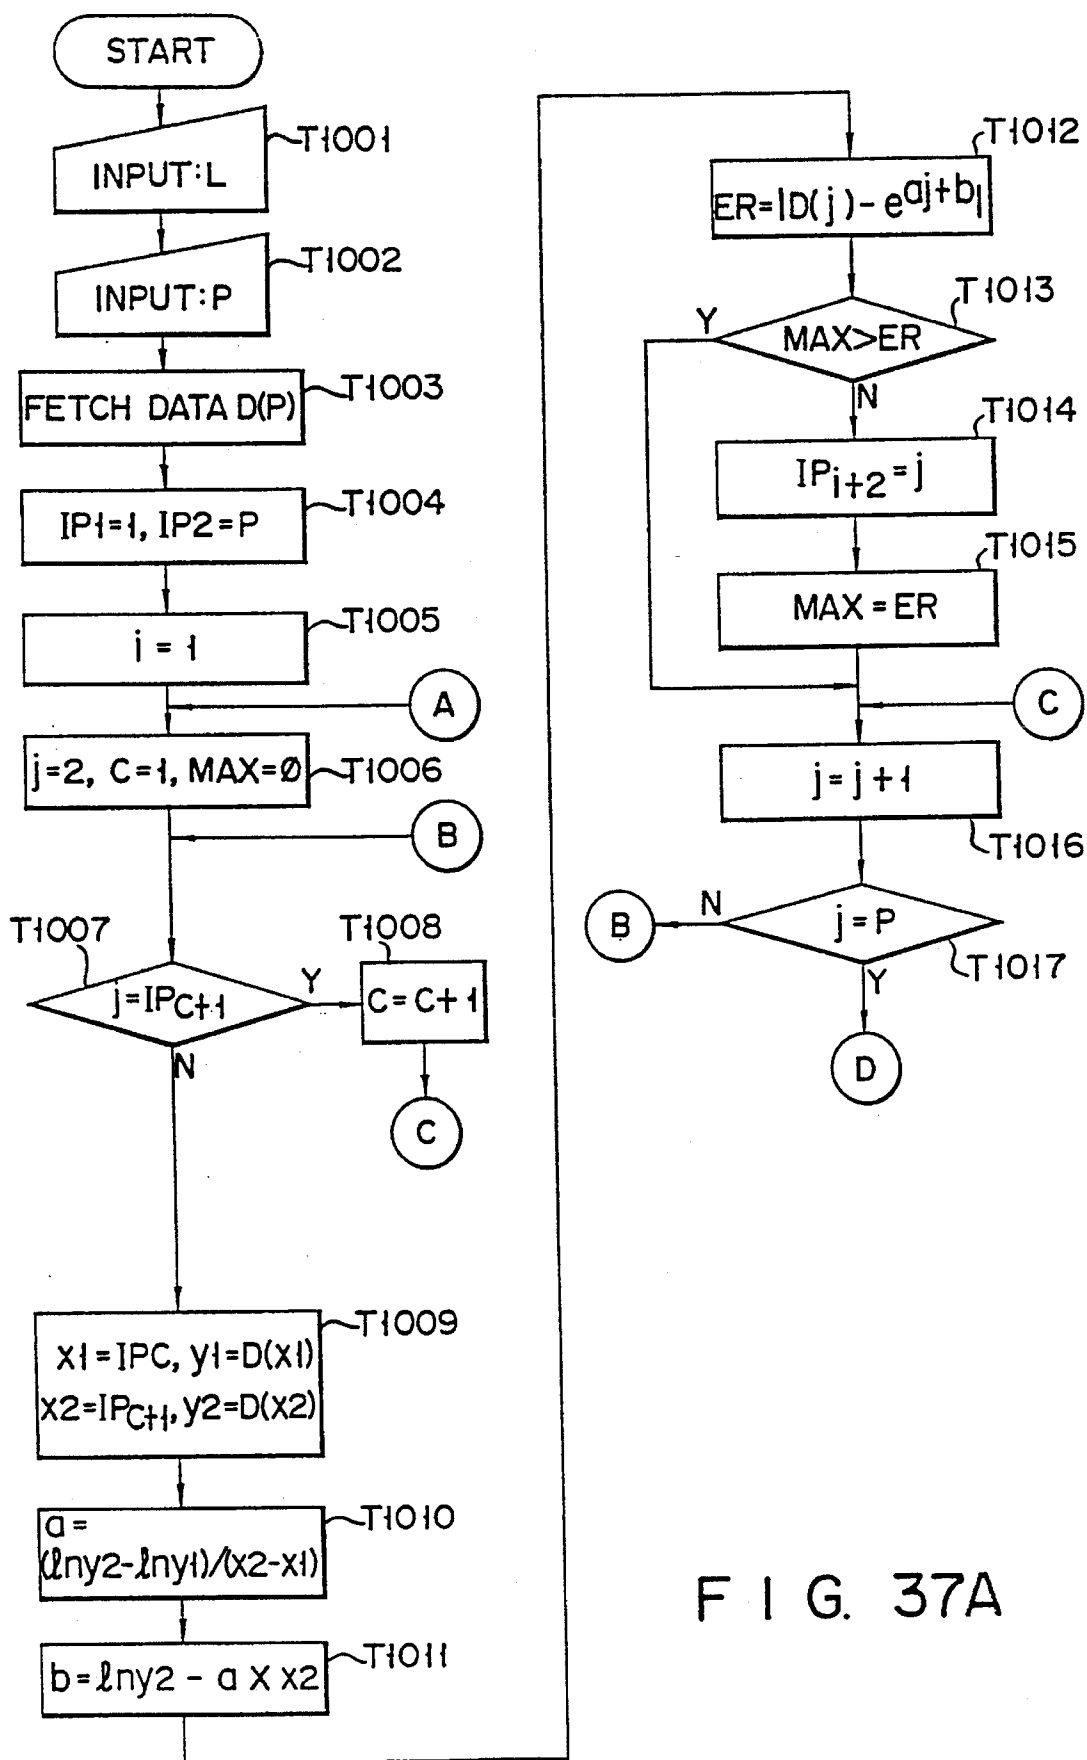 START
INPUT:L
T1001
INPUT:P
T1002
FETCH DATA D(P)
T1003
IP1=1, IP2=P
T1004
i = 1
T1005
A
j=2, C=1, MAX=Ø
T1006
B
T1007
j=IPC+1
Y
N
T1008
C=C+1
C
x1=IPC, y1=D(x1)
x2=IPC+1, y2=D(x2)
T1009
a=
(ℓny2-ℓny1)/(x2-x1)
T1010
b=ℓny2 - a X x2
T1011
T1012
ER=|D(j)-e^aj+b|
T1013
MAX>ER
Y
N
T1014
IPi+2=j
T1015
MAX=ER
C
j=j+1
T1016
B
N
j=P
T1017
Y
D
FIG. 37A